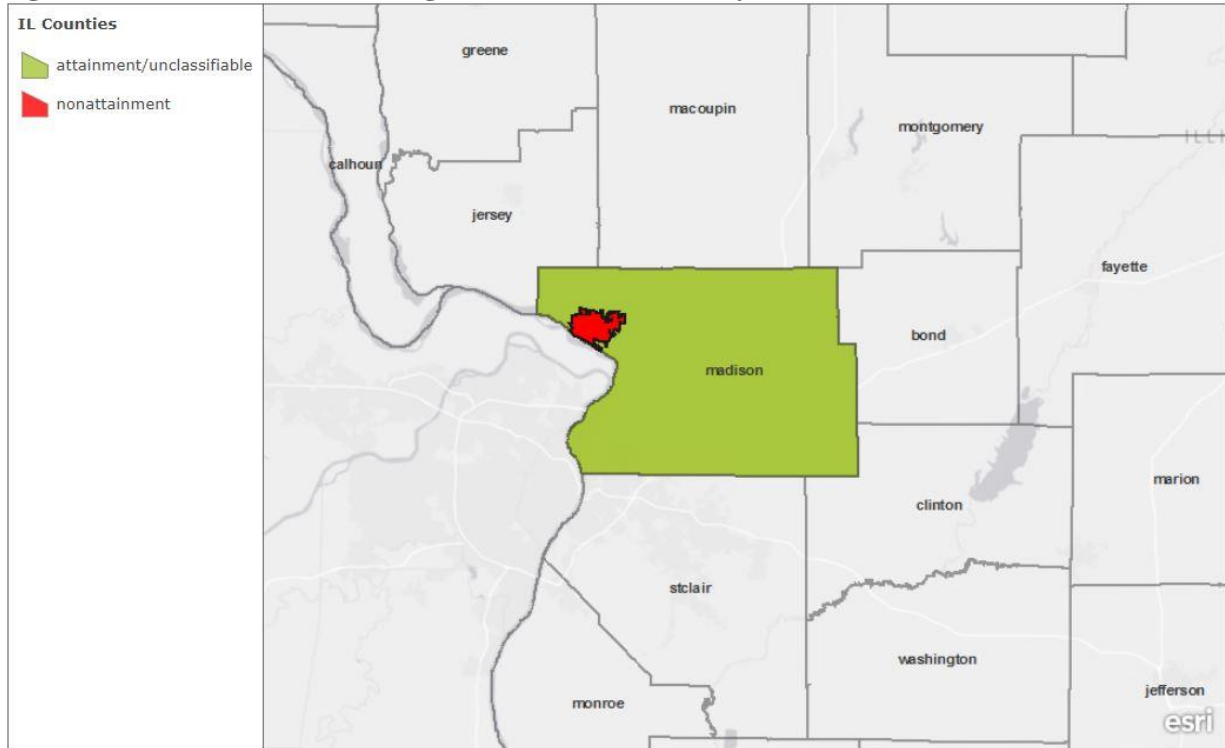 IL Counties
attainment/unclassifiable
nonattainment
greene
macoupin
montgomery
calhoun
jersey
fayette
bond
madison
marion
clinton
stclair
washington
jefferson
monroe
esri